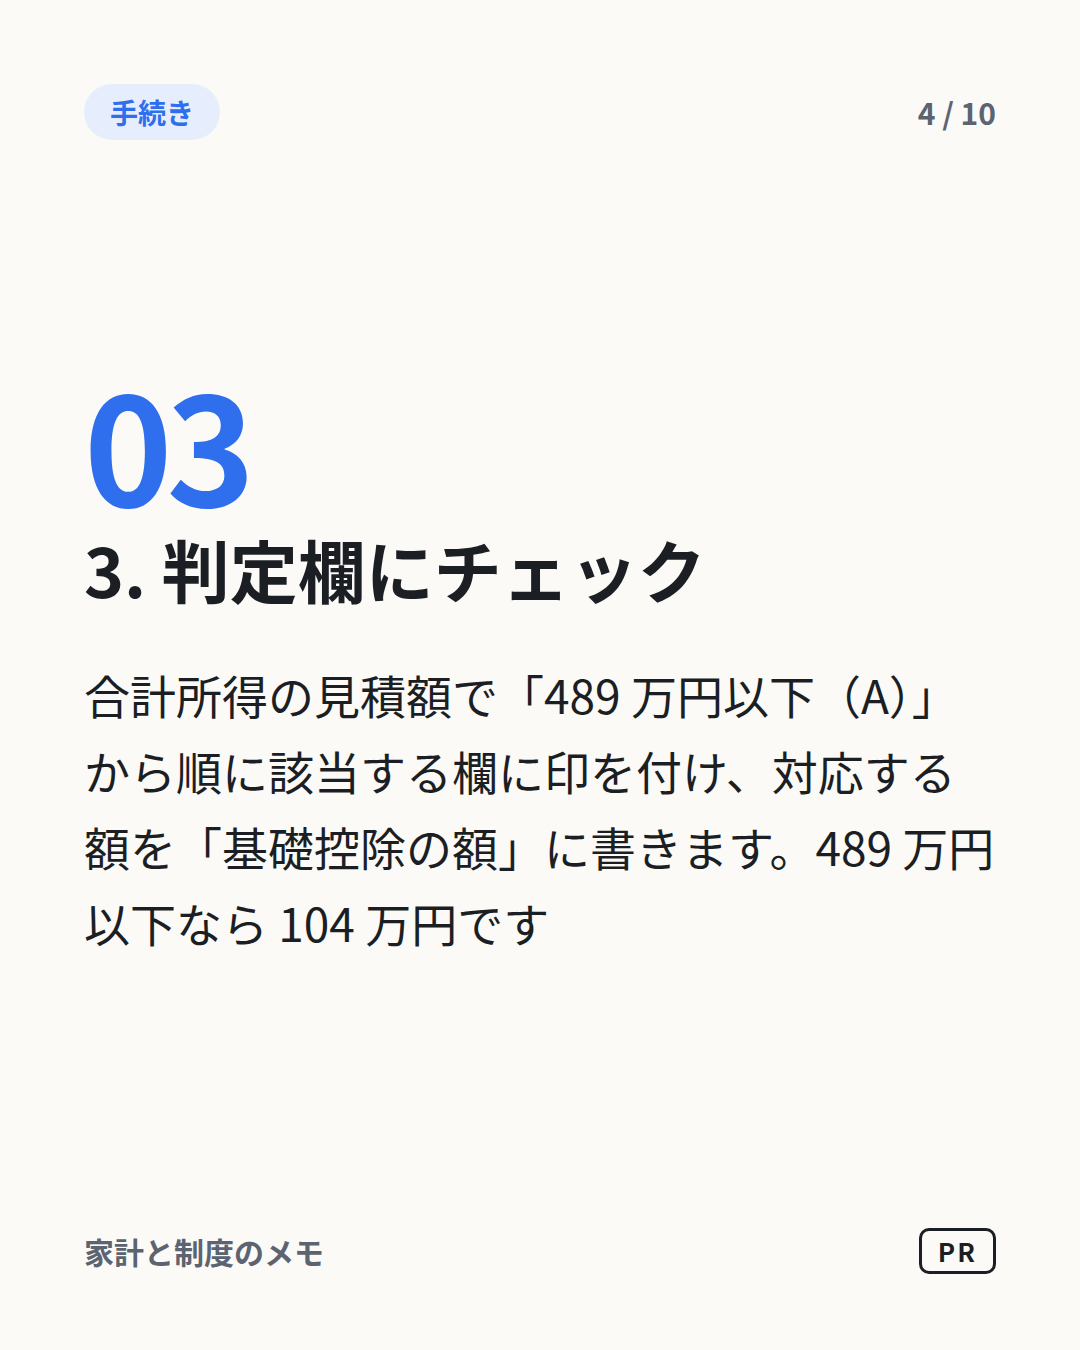 手続き
4 / 10
03
3. 判定欄にチェック
合計所得の見積額で「489 万円以下（A）」
から順に該当する欄に印を付け、対応する
額を「基礎控除の額」に書きます。489 万円
以下なら 104 万円です
家計と制度のメモ
PR